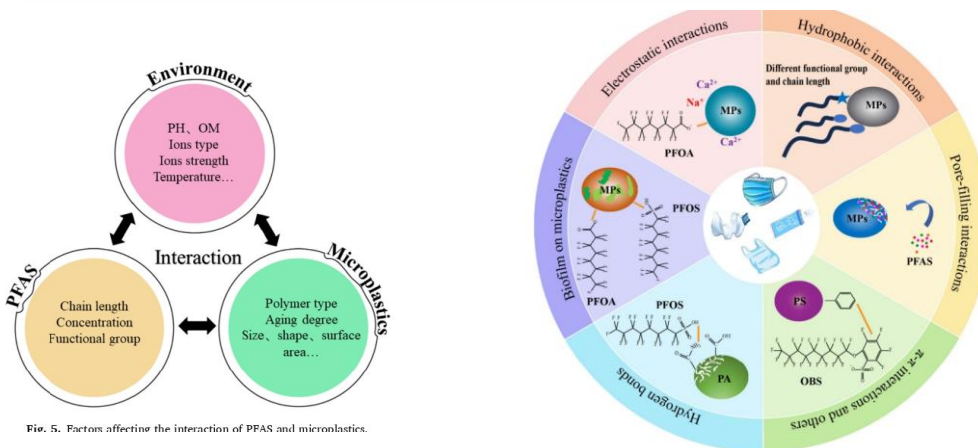 Environment
PH、OM
Ions type
Ions strength
Temperature...
Interaction
PFAS
Chain length
Concentration
Functional group
Microplastics
Polymer type
Aging degree
Size、shape、surface
area...
Fig. 5. Factors affecting the interaction of PFAS and microplastics.
Electrostatic interactions
Ca²⁺
Na⁺
MPs
Ca²⁺
PFOA
Hydrophobic interactions
Different functional group
and chain length
MPs
Pore-filling interactions
MPs
PFAS
π-π interactions and others
PS
OBS
Hydrogen bonds
PFOS
PA
Biofilm on microplastics
MPs
PFOS
PFOA